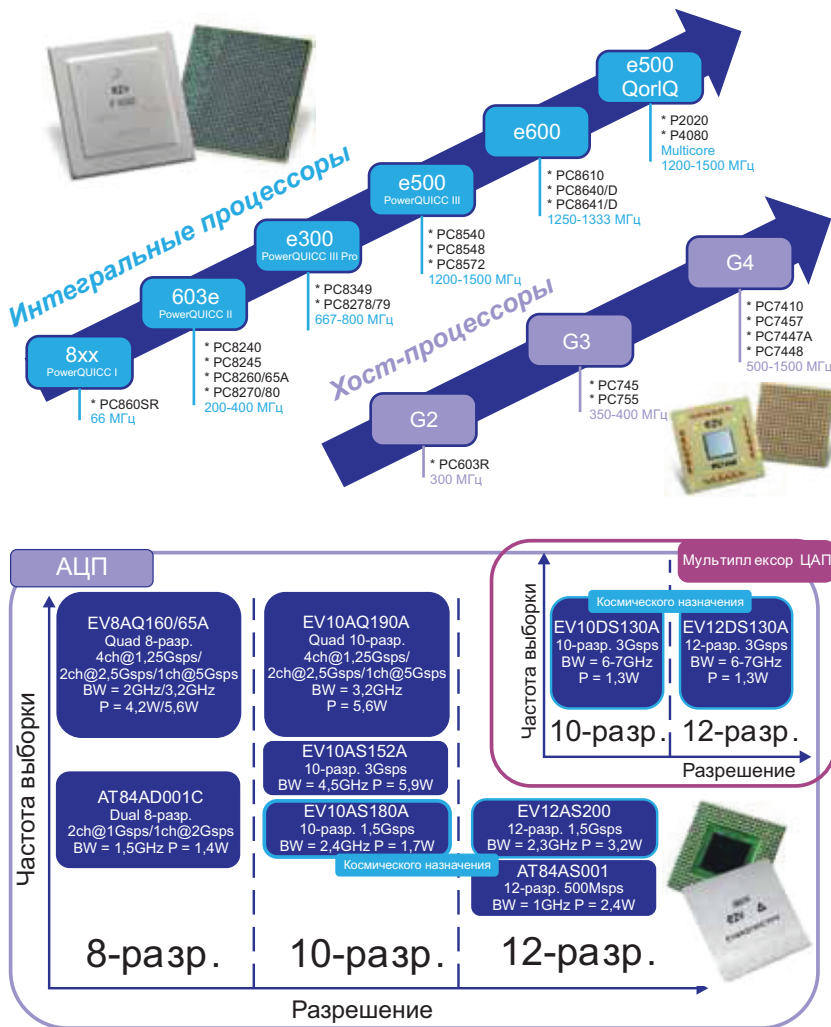 e2v
e500
QorIQ
* P2020
* P4080
Multicore
1200-1500 МГц
e600
* PC8610
* PC8640/D
* PC8641/D
1250-1333 МГц
e500
PowerQUICC III
* PC8540
* PC8548
* PC8572
1200-1500 МГц
e300
PowerQUICC III Pro
* PC8349
* PC8278/79
667-800 МГц
603e
PowerQUICC II
* PC8240
* PC8245
* PC8260/65A
* PC8270/80
200-400 МГц
8xx
PowerQUICC I
* PC860SR
66 МГц
Интегральные процессоры
Хост-процессоры
G4
* PC7410
* PC7457
* PC7447A
* PC7448
500-1500 МГц
G3
* PC745
* PC755
350-400 МГц
G2
* PC603R
300 МГц
e2v
АЦП
Мультипл ексор ЦАП
Частота выборки
EV8AQ160/65A
Quad 8-разр.
4ch@1,25Gsps/
2ch@2,5Gsps/1ch@5Gsps
BW = 2GHz/3,2GHz
P = 4,2W/5,6W
AT84AD001C
Dual 8-разр.
2ch@1Gsps/1ch@2Gsps
BW = 1,5GHz P = 1,4W
EV10AQ190A
Quad 10-разр.
4ch@1,25Gsps/
2ch@2,5Gsps/1ch@5Gsps
BW = 3,2GHz
P = 5,6W
EV10AS152A
10-разр. 3Gsps
BW = 4,5GHz P = 5,9W
EV10AS180A
10-разр. 1,5Gsps
BW = 2,4GHz P = 1,7W
Космического назначения
EV12AS200
12-разр. 1,5Gsps
BW = 2,3GHz P = 3,2W
AT84AS001
12-разр. 500Msps
BW = 1GHz P = 2,4W
8-разр.
10-разр.
12-разр.
Разрешение
Частота выборки
Космического назначения
EV10DS130A
10-разр. 3Gsps
BW = 6-7GHz
P = 1,3W
EV12DS130A
12-разр. 3Gsps
BW = 6-7GHz
P = 1,3W
10-разр.
12-разр.
Разрешение
e2v